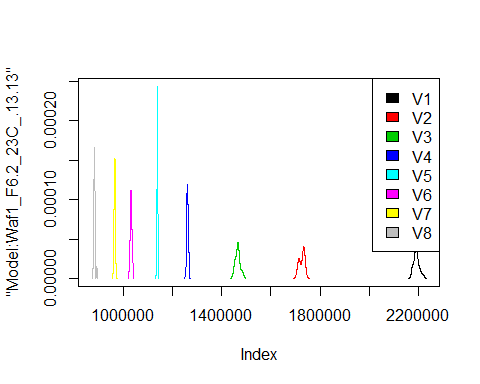 "Model:Waf1_F6.2_23C_.13.13"
0.00020
0.00010
0.00000
V1
V2
V3
V4
V5
V6
V7
V8
1000000 1400000 1800000 2200000
Index